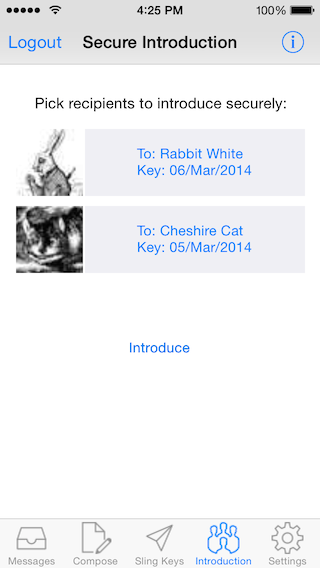 4:25 PM 100%
Logout Secure Introduction
Pick recipients to introduce securely:
To: Rabbit White
Key: 06/Mar/2014
To: Cheshire Cat
Key: 05/Mar/2014
Introduce
Messages Compose Sling Keys Introduction Settings